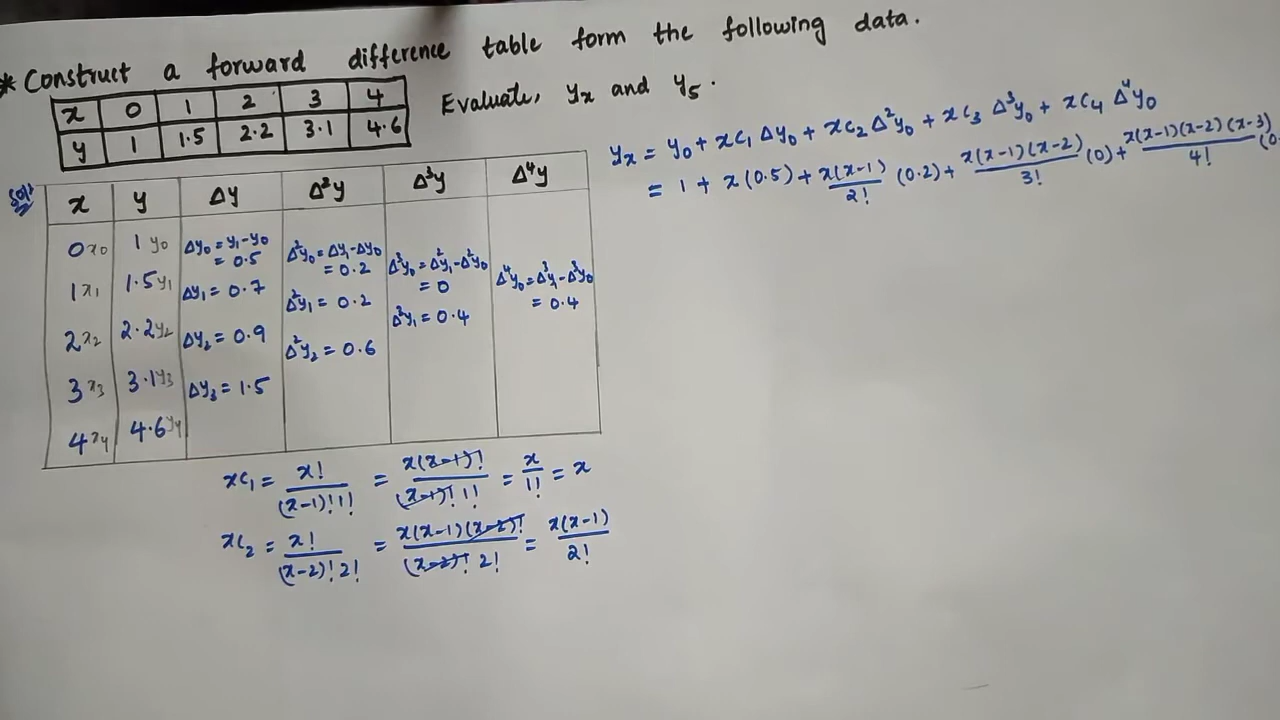 * Construct a forward difference table form the following data.
x 0 1 2 3 4
y 1 1.5 2.2 3.1 4.6
Evaluate, yₓ and y₅.
yₓ = y₀ + xC₁ Δy₀ + xC₂ Δ²y₀ + xC₃ Δ³y₀ + xC₄ Δ⁴y₀
= 1 + x(0.5) + x(x-1)/2! (0.2) + x(x-1)(x-2)/3! (0) + x(x-1)(x-2)(x-3)/4! (0.
Sol:
x y Δy Δ²y Δ³y Δ⁴y
0 x₀ 1 y₀ Δy₀ = y₁-y₀ = 0.5 Δ²y₀ = Δy₁-Δy₀ = 0.2 Δ³y₀ = Δ²y₁-Δ²y₀ = 0 Δ⁴y₀ = Δ³y₁-Δ³y₀ = 0.4
1 x₁ 1.5 y₁ Δy₁ = 0.7 Δ²y₁ = 0.2 Δ³y₁ = 0.4
2 x₂ 2.2 y₂ Δy₂ = 0.9 Δ²y₂ = 0.6
3 x₃ 3.1 y₃ Δy₃ = 1.5
4 x₄ 4.6 y₄
xC₁ = x!/(x-1)!1! = x(x-1)!/(x-1)! 1! = x/1! = x
xC₂ = x!/(x-2)!2! = x(x-1)(x-2)!/(x-2)! 2! = x(x-1)/2!